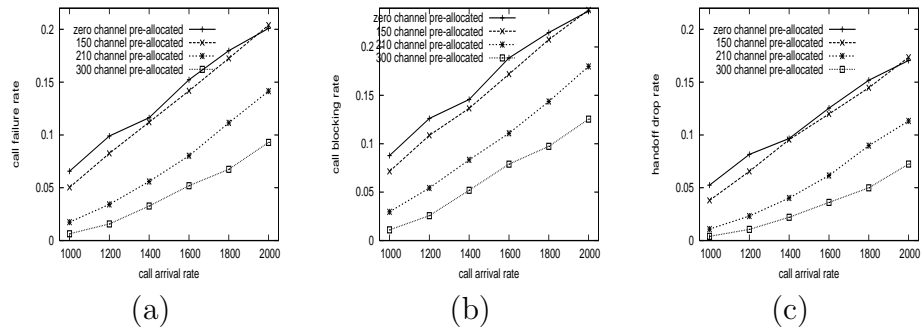 0.2
0.15
0.1
0.05
0
call failure rate
zero channel pre-allocated
150 channel pre-allocated
210 channel pre-allocated
300 channel pre-allocated
1000 1200 1400 1600 1800 2000
call arrival rate
(a)
0.2
0.15
0.1
0.05
0
call blocking rate
zero channel pre-allocated
150 channel pre-allocated
210 channel pre-allocated
300 channel pre-allocated
1000 1200 1400 1600 1800 2000
call arrival rate
(b)
0.2
0.15
0.1
0.05
0
handoff drop rate
zero channel pre-allocated
150 channel pre-allocated
210 channel pre-allocated
300 channel pre-allocated
1000 1200 1400 1600 1800 2000
call arrival rate
(c)